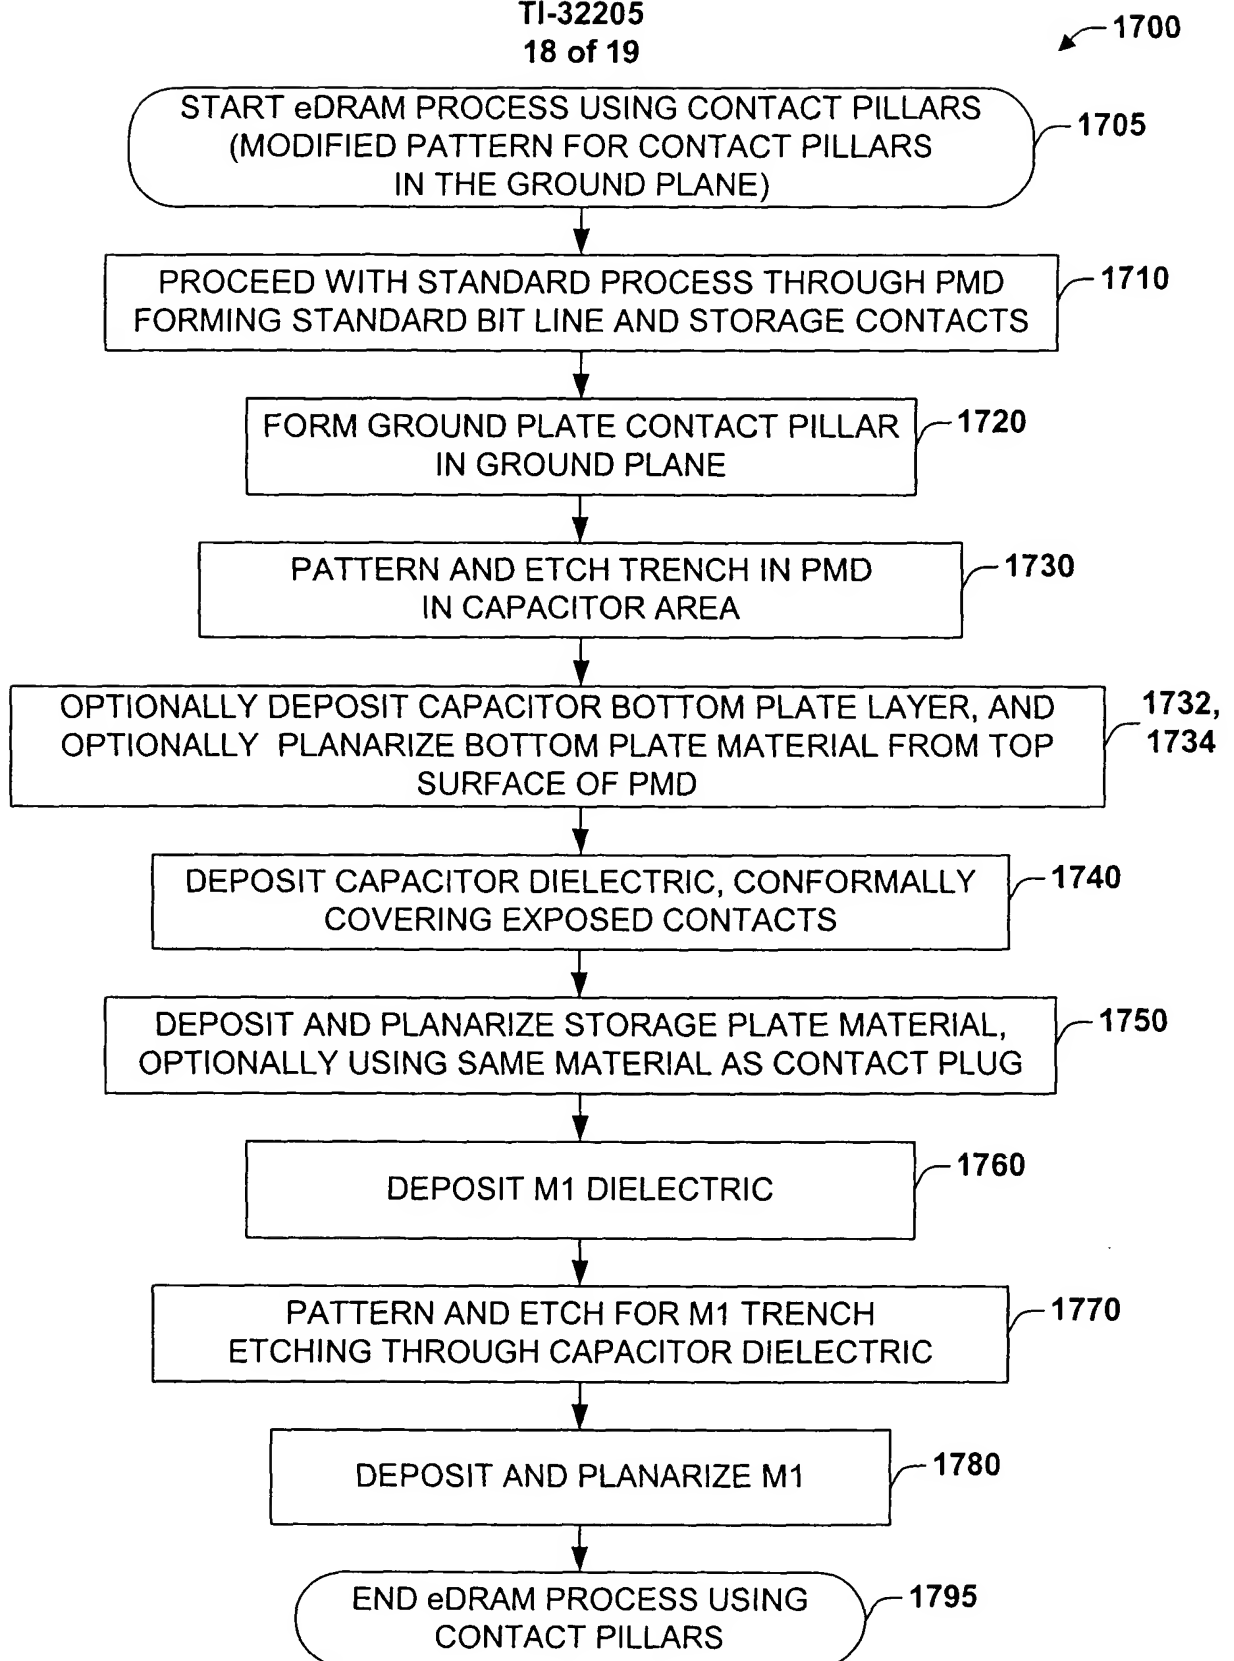 TI-32205
18 of 19
1700
START eDRAM PROCESS USING CONTACT PILLARS
(MODIFIED PATTERN FOR CONTACT PILLARS
IN THE GROUND PLANE)
1705
PROCEED WITH STANDARD PROCESS THROUGH PMD
FORMING STANDARD BIT LINE AND STORAGE CONTACTS
1710
FORM GROUND PLATE CONTACT PILLAR
IN GROUND PLANE
1720
PATTERN AND ETCH TRENCH IN PMD
IN CAPACITOR AREA
1730
OPTIONALLY DEPOSIT CAPACITOR BOTTOM PLATE LAYER, AND
OPTIONALLY PLANARIZE BOTTOM PLATE MATERIAL FROM TOP
SURFACE OF PMD
1732,
1734
DEPOSIT CAPACITOR DIELECTRIC, CONFORMALLY
COVERING EXPOSED CONTACTS
1740
DEPOSIT AND PLANARIZE STORAGE PLATE MATERIAL,
OPTIONALLY USING SAME MATERIAL AS CONTACT PLUG
1750
DEPOSIT M1 DIELECTRIC
1760
PATTERN AND ETCH FOR M1 TRENCH
ETCHING THROUGH CAPACITOR DIELECTRIC
1770
DEPOSIT AND PLANARIZE M1
1780
END eDRAM PROCESS USING
CONTACT PILLARS
1795